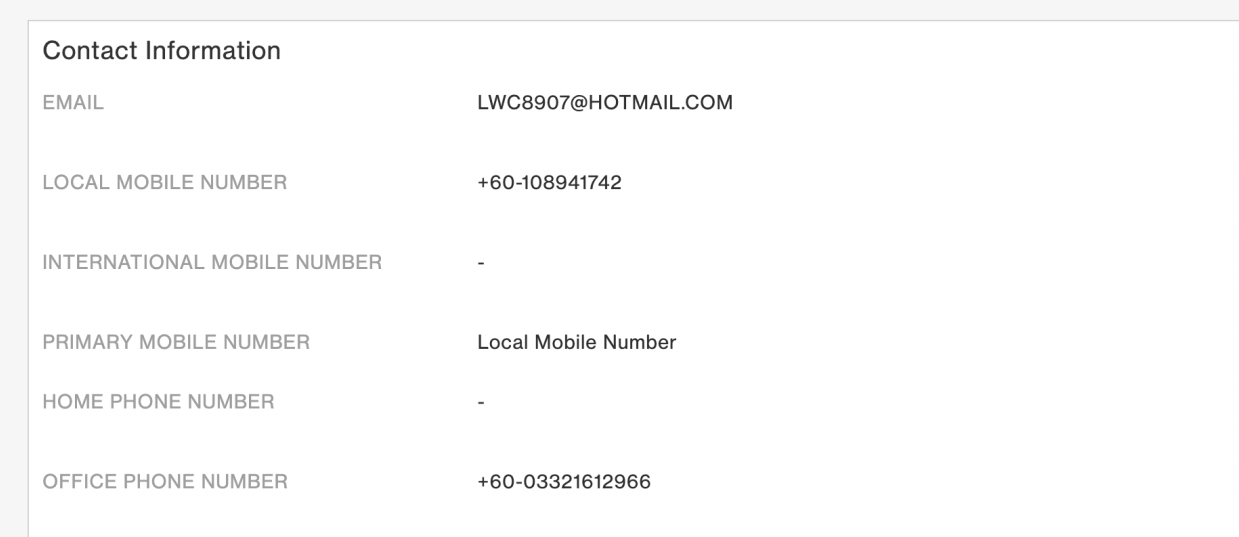 Contact Information
EMAIL LWC8907@HOTMAIL.COM
LOCAL MOBILE NUMBER +60-108941742
INTERNATIONAL MOBILE NUMBER -
PRIMARY MOBILE NUMBER Local Mobile Number
HOME PHONE NUMBER -
OFFICE PHONE NUMBER +60-03321612966